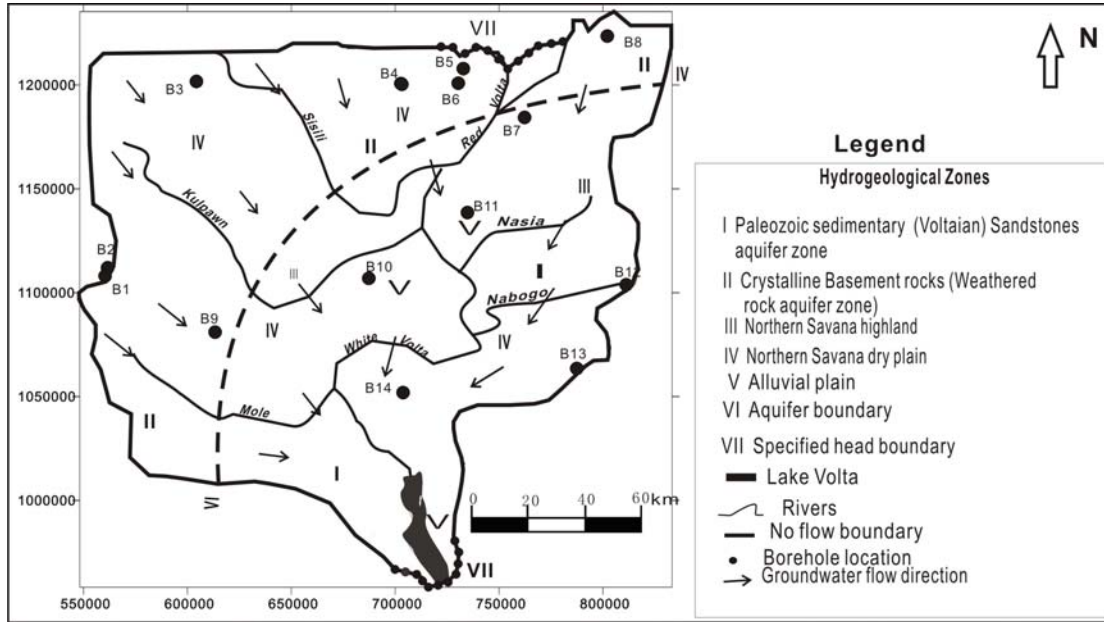 VII
N
B8
B5
II
IV
1200000
B3
B4
B6
IV
Volta
B7
Sisili
Red
IV
II
1150000
Kulpawn
B11
Nasia
III
V
B2
III
B10
I
B12
1100000
B1
V
Nabogo
B9
IV
White
Volta
IV
B13
B14
1050000
Mole
II
I
1000000
VI
V
0 20 40 60
km
VII
550000 600000 650000 700000 750000 800000
Legend
Hydrogeological Zones
I Paleozoic sedimentary (Voltaian) Sandstones
aquifer zone
II Crystalline Basement rocks (Weathered
rock aquifer zone)
III Northern Savana highland
IV Northern Savana dry plain
V Alluvial plain
VI Aquifer boundary
VII Specified head boundary
Lake Volta
Rivers
No flow boundary
Borehole location
Groundwater flow direction